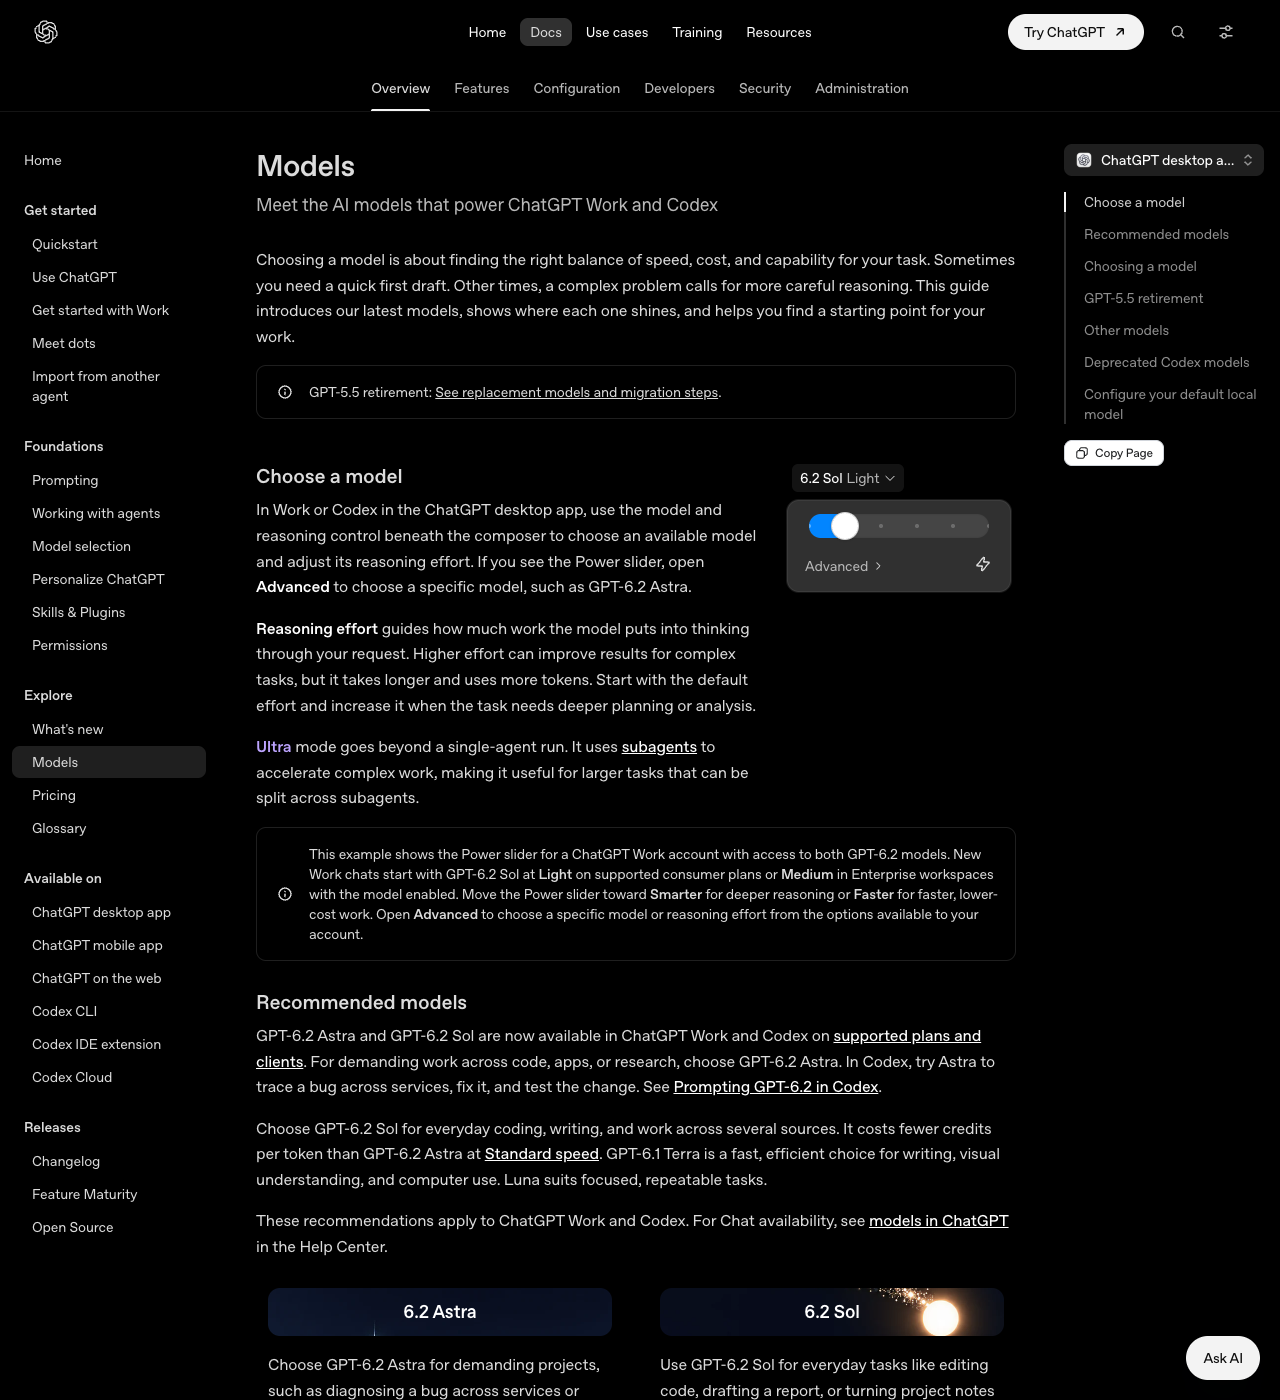 Home
Docs
Use cases
Training
Resources
Try ChatGPT
Overview
Features
Configuration
Developers
Security
Administration
Home
Get started
Quickstart
Use ChatGPT
Get started with Work
Meet dots
Import from another
agent
Foundations
Prompting
Working with agents
Model selection
Personalize ChatGPT
Skills & Plugins
Permissions
Explore
What's new
Models
Pricing
Glossary
Available on
ChatGPT desktop app
ChatGPT mobile app
ChatGPT on the web
Codex CLI
Codex IDE extension
Codex Cloud
Releases
Changelog
Feature Maturity
Open Source
Models
Meet the AI models that power ChatGPT Work and Codex
Choosing a model is about finding the right balance of speed, cost, and capability for your task. Sometimes
you need a quick first draft. Other times, a complex problem calls for more careful reasoning. This guide
introduces our latest models, shows where each one shines, and helps you find a starting point for your
work.
GPT-5.5 retirement: See replacement models and migration steps.
Choose a model
In Work or Codex in the ChatGPT desktop app, use the model and
reasoning control beneath the composer to choose an available model
and adjust its reasoning effort. If you see the Power slider, open
Advanced to choose a specific model, such as GPT-6.2 Astra.
Reasoning effort guides how much work the model puts into thinking
through your request. Higher effort can improve results for complex
tasks, but it takes longer and uses more tokens. Start with the default
effort and increase it when the task needs deeper planning or analysis.
Ultra mode goes beyond a single-agent run. It uses subagents to
accelerate complex work, making it useful for larger tasks that can be
split across subagents.
6.2 Sol Light
Advanced
This example shows the Power slider for a ChatGPT Work account with access to both GPT-6.2 models. New
Work chats start with GPT-6.2 Sol at Light on supported consumer plans or Medium in Enterprise workspaces
with the model enabled. Move the Power slider toward Smarter for deeper reasoning or Faster for faster, lower-
cost work. Open Advanced to choose a specific model or reasoning effort from the options available to your
account.
Recommended models
GPT-6.2 Astra and GPT-6.2 Sol are now available in ChatGPT Work and Codex on supported plans and
clients. For demanding work across code, apps, or research, choose GPT-6.2 Astra. In Codex, try Astra to
trace a bug across services, fix it, and test the change. See Prompting GPT-6.2 in Codex.
Choose GPT-6.2 Sol for everyday coding, writing, and work across several sources. It costs fewer credits
per token than GPT-6.2 Astra at Standard speed. GPT-6.1 Terra is a fast, efficient choice for writing, visual
understanding, and computer use. Luna suits focused, repeatable tasks.
These recommendations apply to ChatGPT Work and Codex. For Chat availability, see models in ChatGPT
in the Help Center.
6.2 Astra
Choose GPT-6.2 Astra for demanding projects,
such as diagnosing a bug across services or
6.2 Sol
Use GPT-6.2 Sol for everyday tasks like editing
code, drafting a report, or turning project notes
ChatGPT desktop a...
Choose a model
Recommended models
Choosing a model
GPT-5.5 retirement
Other models
Deprecated Codex models
Configure your default local
model
Copy Page
Ask AI